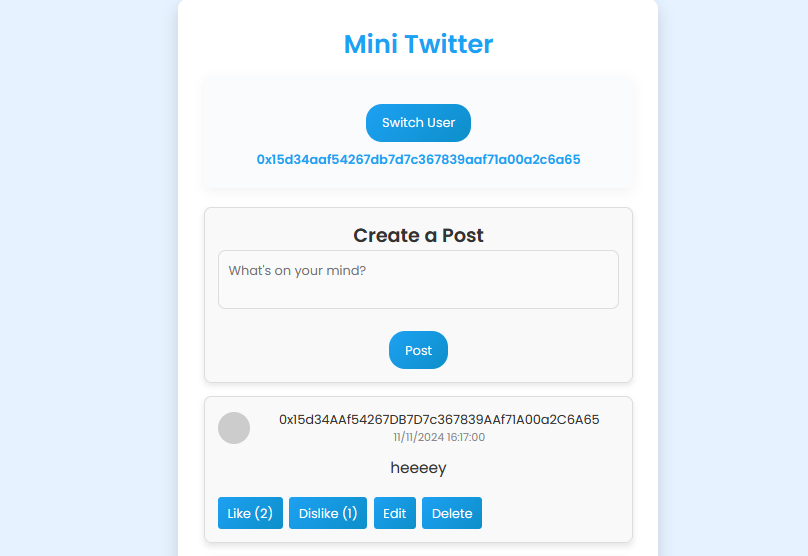 Mini Twitter
Switch User
0x15d34aaf54267db7d7c367839aaf71a00a2c6a65
Create a Post
What's on your mind?
Post
0x15d34AAf54267DB7D7c367839AAf71A00a2C6A65
11/11/2024 16:17:00
heeeey
Like (2) Dislike (1) Edit Delete